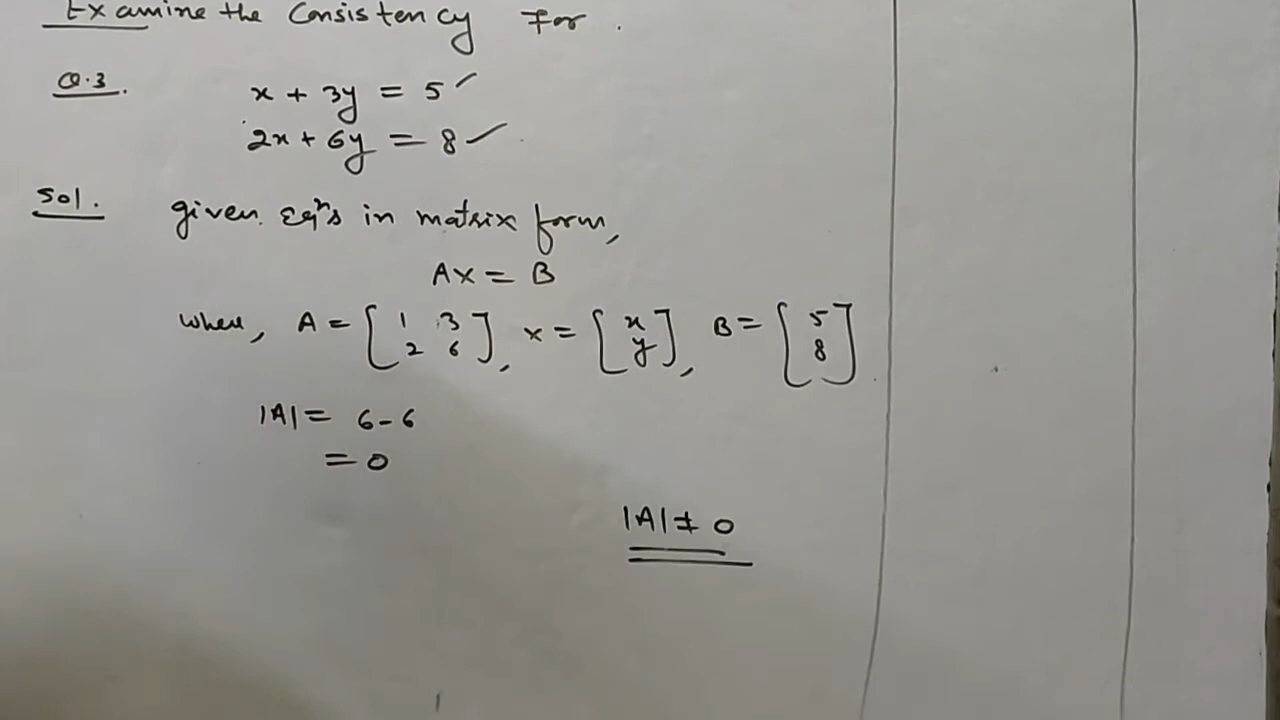 Examine the Consistency For .
Q.3. x + 3y = 5
2x + 6y = 8
Sol. given. Eqⁿs in matrix form,
AX = B
where, A = [1 3 2 6], X = [x y], B = [5 8]
|A| = 6-6
= 0
|A| ≠ 0